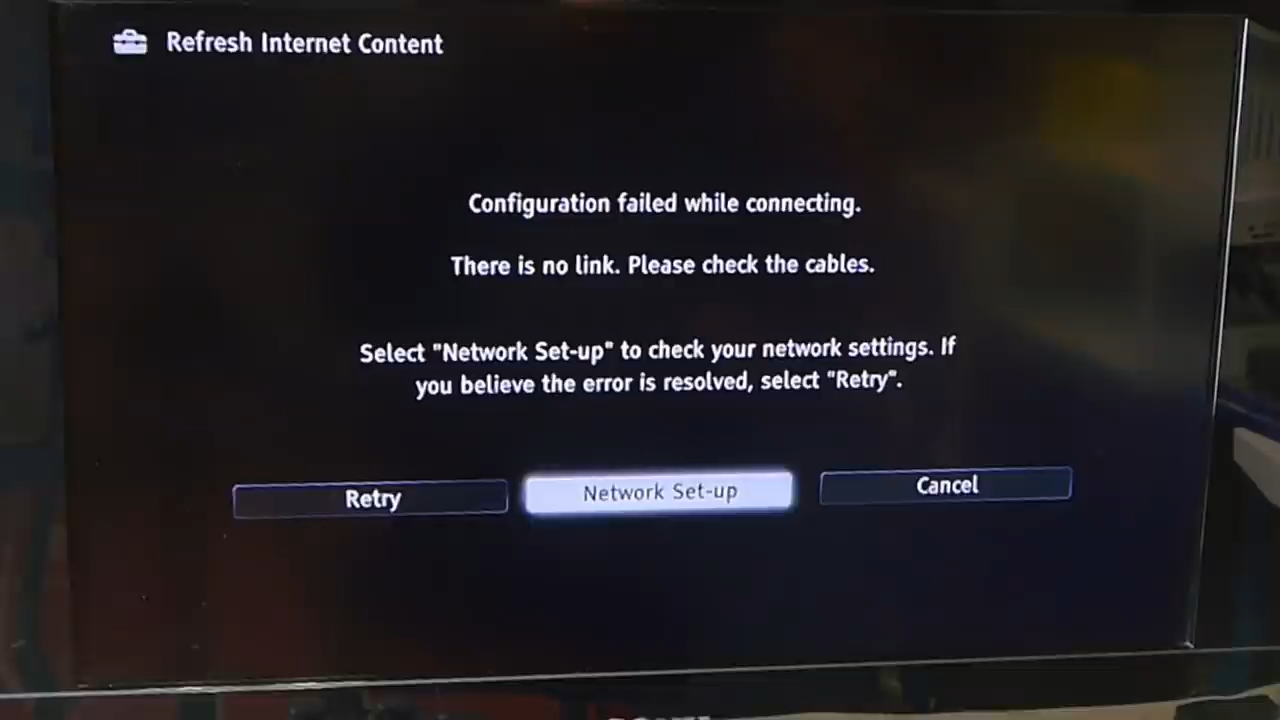 Refresh Internet Content
Configuration failed while connecting.
There is no link. Please check the cables.
Select "Network Set-up" to check your network settings. If
you believe the error is resolved, select "Retry".
Retry
Network Set-up
Cancel